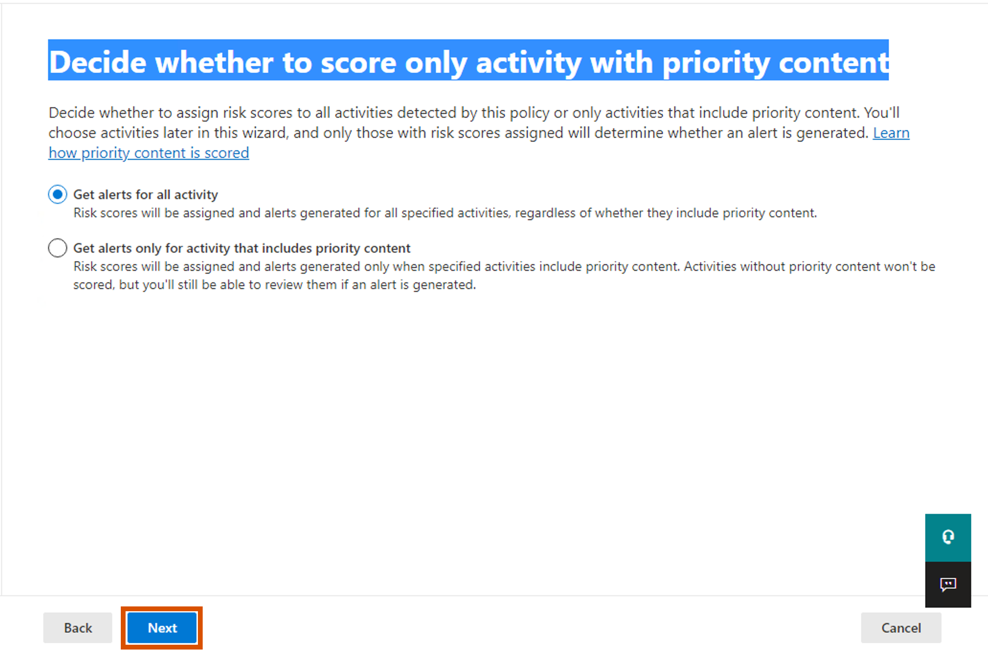 Decide whether to score only activity with priority content
Decide whether to assign risk scores to all activities detected by this policy or only activities that include priority content. You'll
choose activities later in this wizard, and only those with risk scores assigned will determine whether an alert is generated. Learn
how priority content is scored
Get alerts for all activity
Risk scores will be assigned and alerts generated for all specified activities, regardless of whether they include priority content.
Get alerts only for activity that includes priority content
Risk scores will be assigned and alerts generated only when specified activities include priority content. Activities without priority content won't be
scored, but you'll still be able to review them if an alert is generated.
Back
Next
Cancel